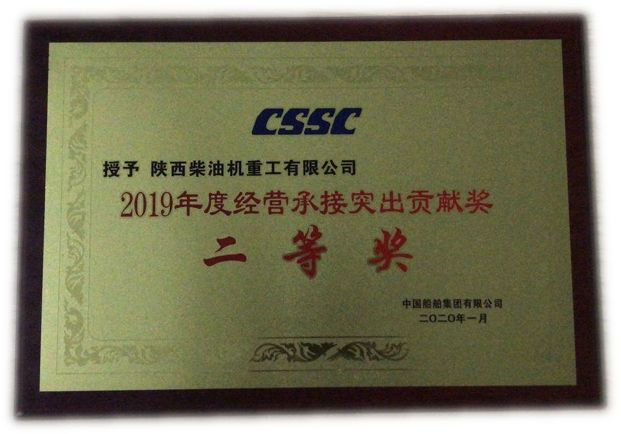 CSSC
授予 陕西柴油机重工有限公司
2019年度经营承接突出贡献奖
二等奖
中国船舶集团有限公司
二〇二〇年一月